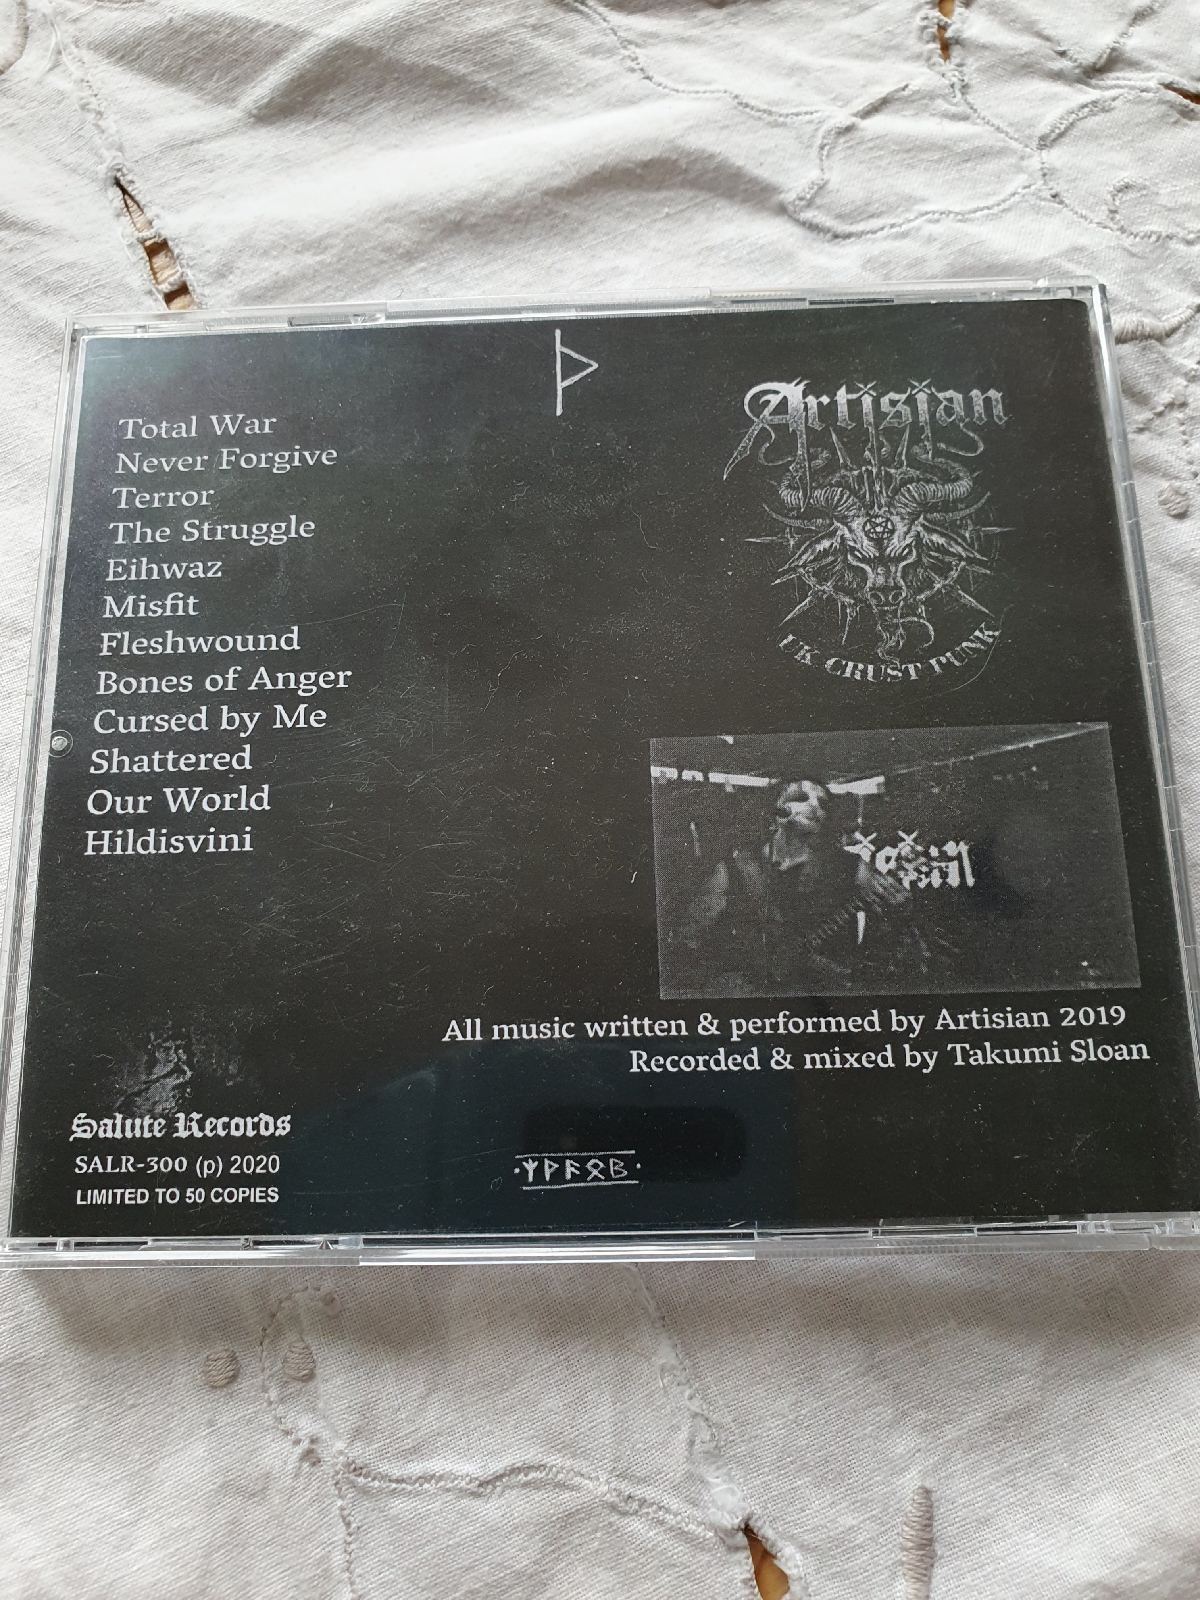 ᚦ
Total War
Never Forgive
Terror
The Struggle
Eihwaz
Misfit
Fleshwound
Bones of Anger
Cursed by Me
Shattered
Our World
Hildisvini
Artisian
UK CRUST PUNK
All music written & performed by Artisian 2019
Recorded & mixed by Takumi Sloan
Salute Records
SALR-300 (p) 2020
LIMITED TO 50 COPIES